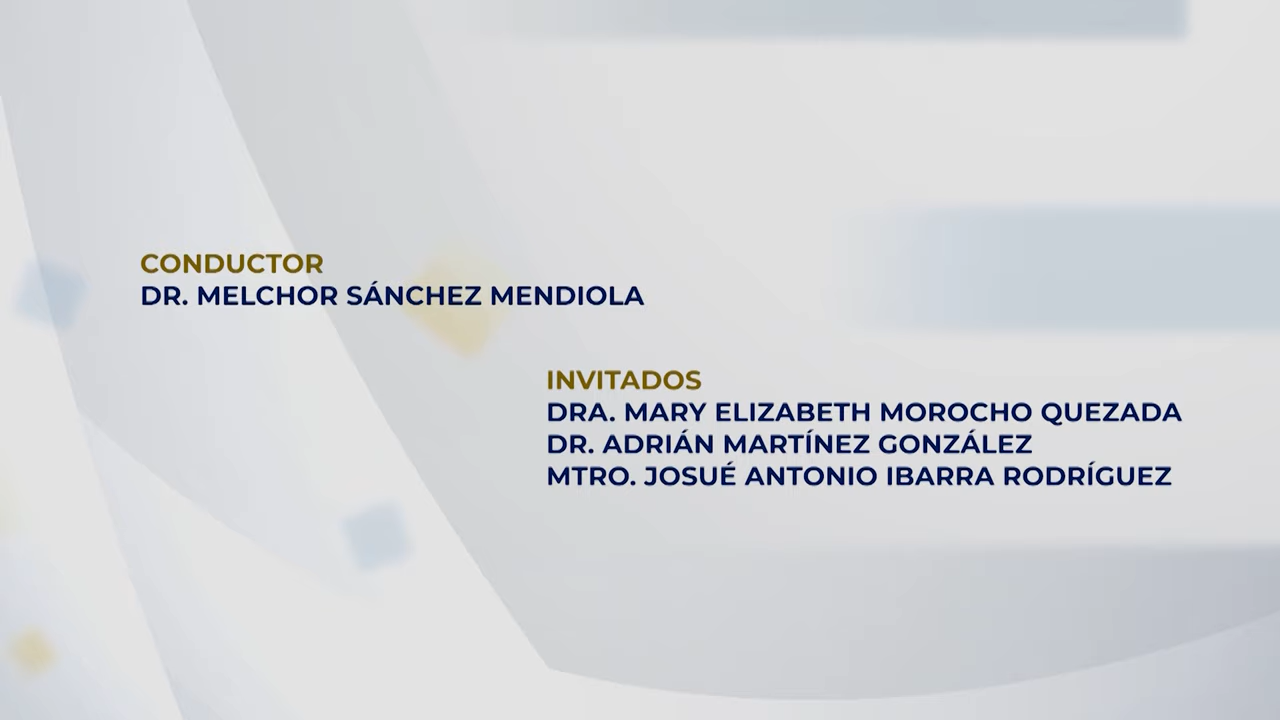 CONDUCTOR
DR. MELCHOR SÁNCHEZ MENDIOLA
INVITADOS
DRA. MARY ELIZABETH MOROCHO QUEZADA
DR. ADRIÁN MARTÍNEZ GONZÁLEZ
MTRO. JOSUÉ ANTONIO IBARRA RODRÍGUEZ